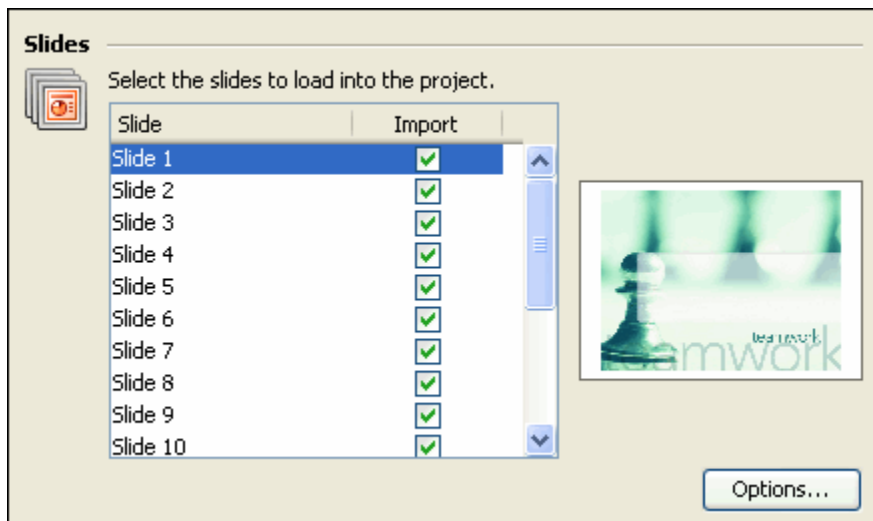 Slides
Select the slides to load into the project.
Slide Import
Slide 1
Slide 2
Slide 3
Slide 4
Slide 5
Slide 6
Slide 7
Slide 8
Slide 9
Slide 10
teamwork
teamwork
Options...